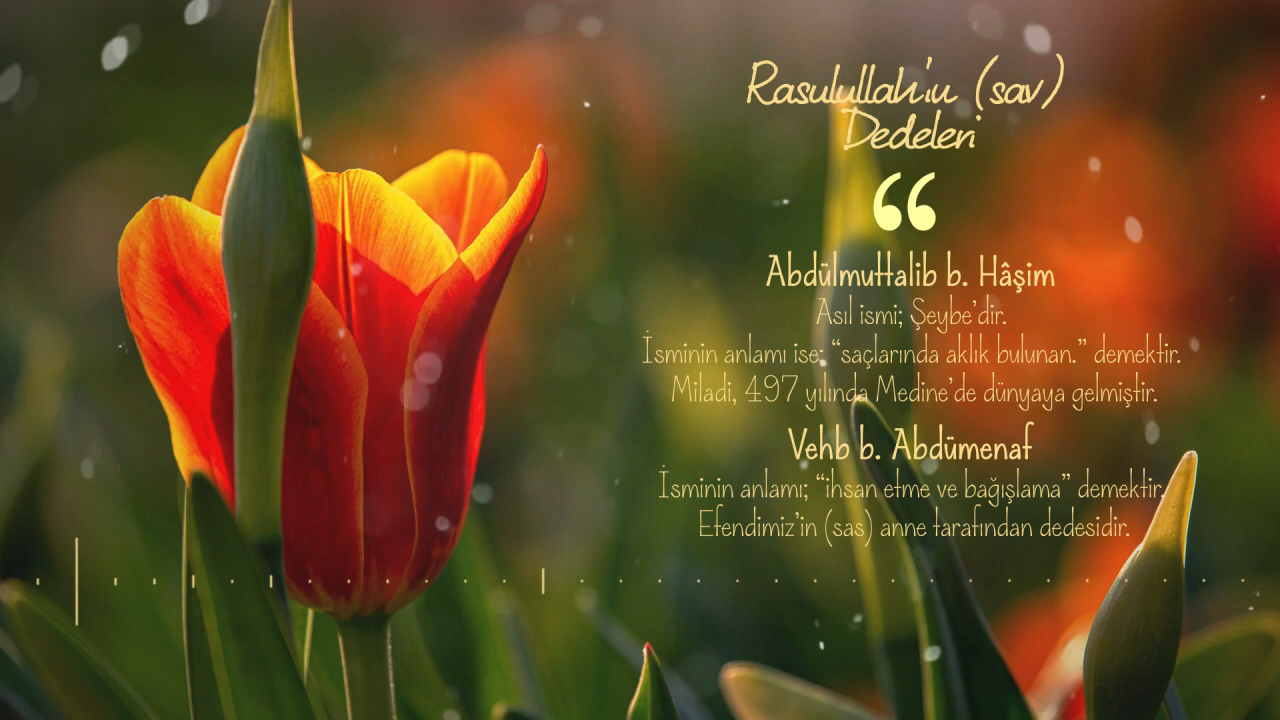 Rasulullah'ın (sav)
Dedeleri
“
Abdülmuttalib b. Hâşim
Asıl ismi; Şeybe'dir.
İsminin anlamı ise; “saçlarında aklık bulunan.” demektir.
Miladi, 497 yılında Medine'de dünyaya gelmiştir.
Vehb b. Abdümenaf
İsminin anlamı; “ihsan etme ve bağışlama” demektir.
Efendimiz'in (sas) anne tarafından dedesidir.